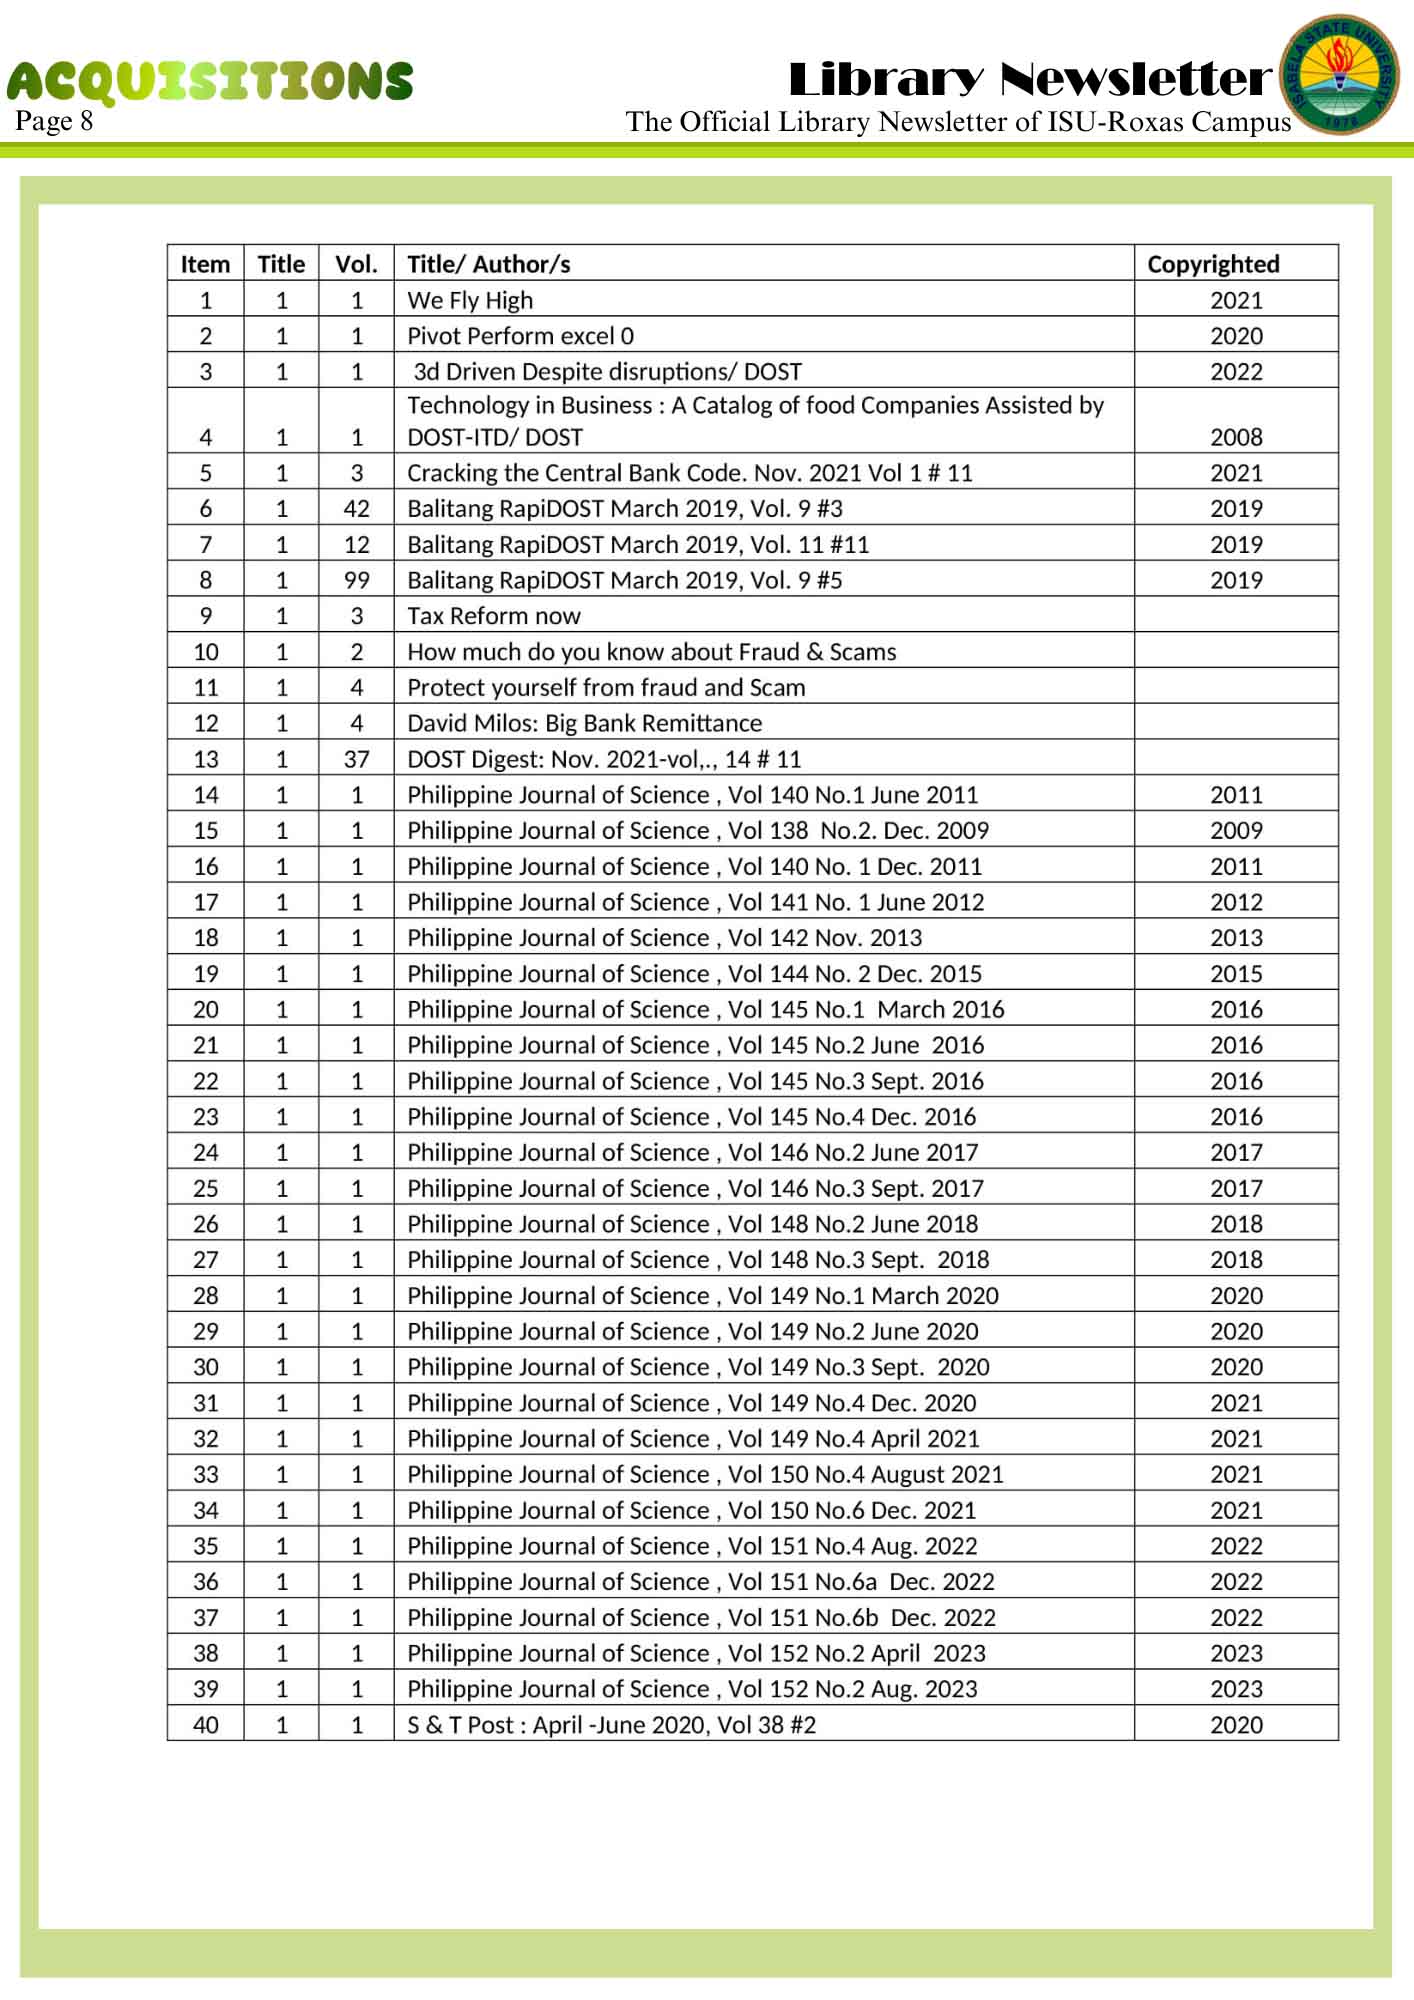 ACQUISITIONS
Library Newsletter
Page 8
The Official Library Newsletter of ISU-Roxas Campus
ISABELA STATE UNIVERSITY
1978
Item Title Vol. Title/ Author/s Copyrighted
1 1 1 We Fly High 2021
2 1 1 Pivot Perform excel 0 2020
3 1 1 3d Driven Despite disruptions/ DOST 2022
Technology in Business : A Catalog of food Companies Assisted by
4 1 1 DOST-ITD/ DOST 2008
5 1 3 Cracking the Central Bank Code. Nov. 2021 Vol 1 # 11 2021
6 1 42 Balitang RapiDOST March 2019, Vol. 9 #3 2019
7 1 12 Balitang RapiDOST March 2019, Vol. 11 #11 2019
8 1 99 Balitang RapiDOST March 2019, Vol. 9 #5 2019
9 1 3 Tax Reform now
10 1 2 How much do you know about Fraud & Scams
11 1 4 Protect yourself from fraud and Scam
12 1 4 David Milos: Big Bank Remittance
13 1 37 DOST Digest: Nov. 2021-vol,., 14 # 11
14 1 1 Philippine Journal of Science , Vol 140 No.1 June 2011 2011
15 1 1 Philippine Journal of Science , Vol 138 No.2. Dec. 2009 2009
16 1 1 Philippine Journal of Science , Vol 140 No. 1 Dec. 2011 2011
17 1 1 Philippine Journal of Science , Vol 141 No. 1 June 2012 2012
18 1 1 Philippine Journal of Science , Vol 142 Nov. 2013 2013
19 1 1 Philippine Journal of Science , Vol 144 No. 2 Dec. 2015 2015
20 1 1 Philippine Journal of Science , Vol 145 No.1 March 2016 2016
21 1 1 Philippine Journal of Science , Vol 145 No.2 June 2016 2016
22 1 1 Philippine Journal of Science , Vol 145 No.3 Sept. 2016 2016
23 1 1 Philippine Journal of Science , Vol 145 No.4 Dec. 2016 2016
24 1 1 Philippine Journal of Science , Vol 146 No.2 June 2017 2017
25 1 1 Philippine Journal of Science , Vol 146 No.3 Sept. 2017 2017
26 1 1 Philippine Journal of Science , Vol 148 No.2 June 2018 2018
27 1 1 Philippine Journal of Science , Vol 148 No.3 Sept. 2018 2018
28 1 1 Philippine Journal of Science , Vol 149 No.1 March 2020 2020
29 1 1 Philippine Journal of Science , Vol 149 No.2 June 2020 2020
30 1 1 Philippine Journal of Science , Vol 149 No.3 Sept. 2020 2020
31 1 1 Philippine Journal of Science , Vol 149 No.4 Dec. 2020 2021
32 1 1 Philippine Journal of Science , Vol 149 No.4 April 2021 2021
33 1 1 Philippine Journal of Science , Vol 150 No.4 August 2021 2021
34 1 1 Philippine Journal of Science , Vol 150 No.6 Dec. 2021 2021
35 1 1 Philippine Journal of Science , Vol 151 No.4 Aug. 2022 2022
36 1 1 Philippine Journal of Science , Vol 151 No.6a Dec. 2022 2022
37 1 1 Philippine Journal of Science , Vol 151 No.6b Dec. 2022 2022
38 1 1 Philippine Journal of Science , Vol 152 No.2 April 2023 2023
39 1 1 Philippine Journal of Science , Vol 152 No.2 Aug. 2023 2023
40 1 1 S & T Post : April -June 2020, Vol 38 #2 2020